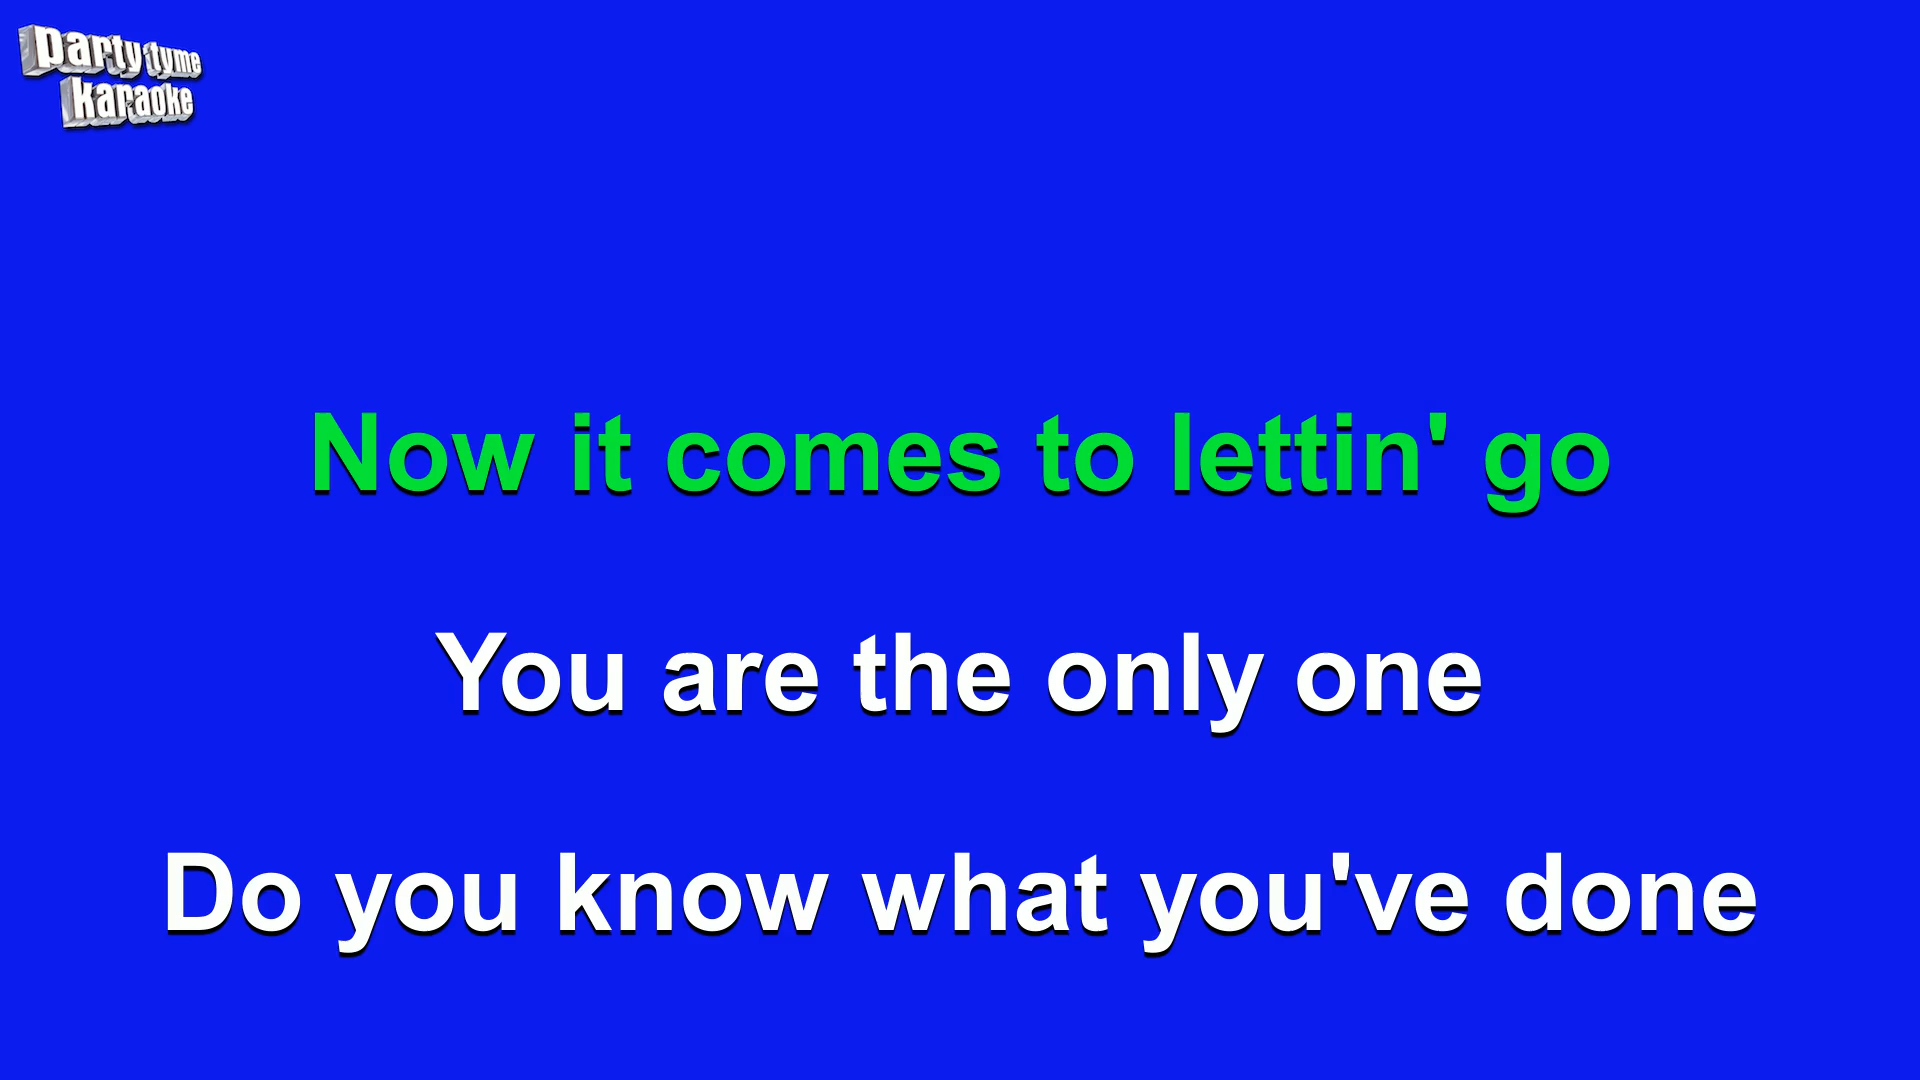 party tyme
karaoke
Now it comes to lettin' go
You are the only one
Do you know what you've done